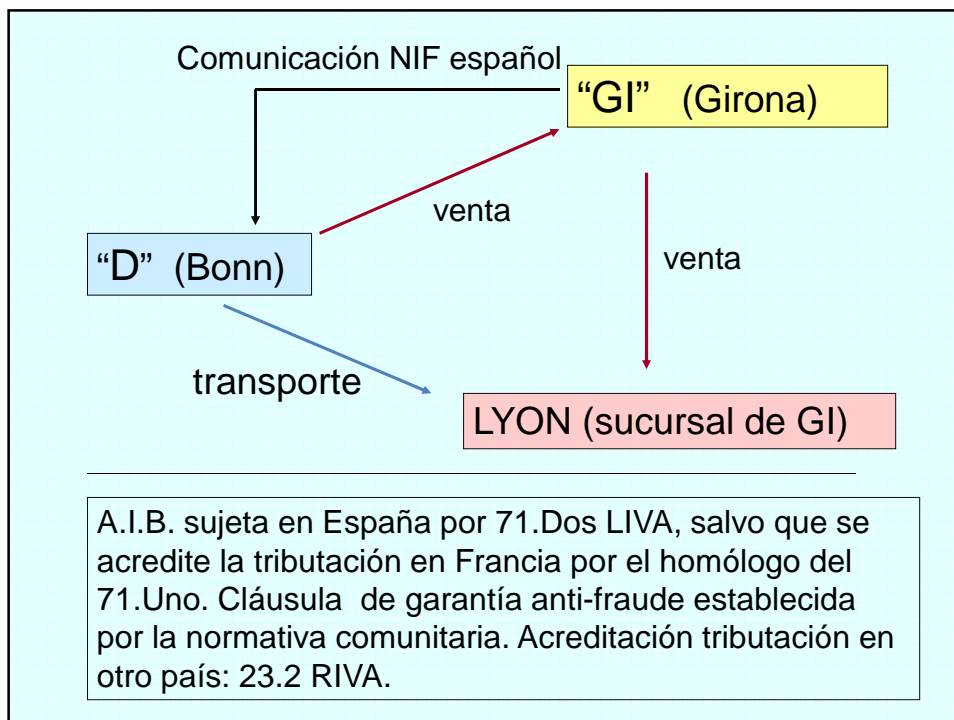 Comunicación NIF español
“GI” (Girona)
venta
“D” (Bonn)
venta
transporte
LYON (sucursal de GI)
A.I.B. sujeta en España por 71.Dos LIVA, salvo que se
acredite la tributación en Francia por el homólogo del
71.Uno. Cláusula de garantía anti-fraude establecida
por la normativa comunitaria. Acreditación tributación en
otro país: 23.2 RIVA.